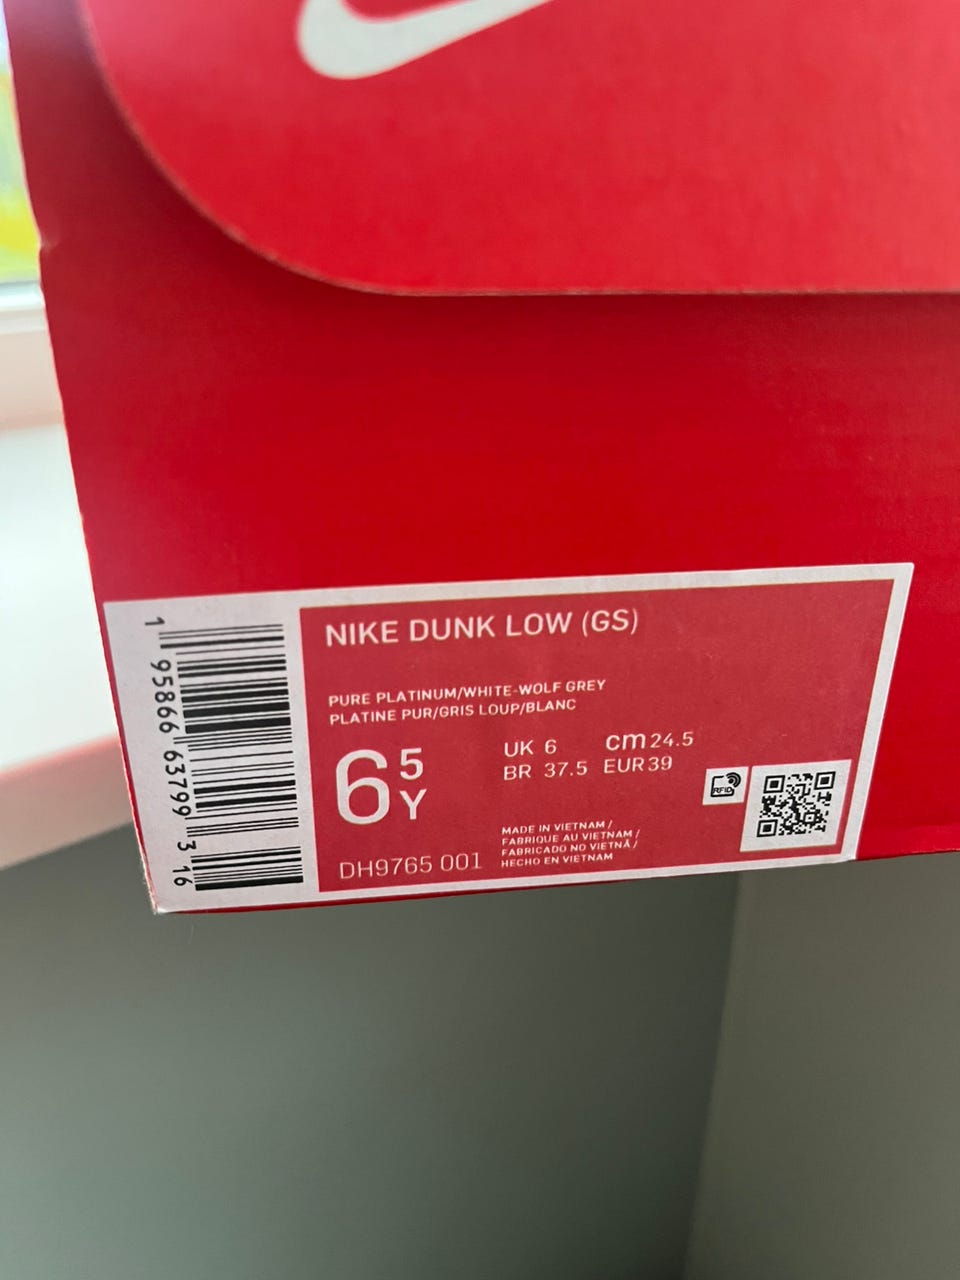 NIKE DUNK LOW (GS)
PURE PLATINUM/WHITE-WOLF GREY
PLATINE PUR/GRIS LOUP/BLANC
6 5 Y
UK 6 cm 24.5
BR 37.5 EUR 39
RFID
MADE IN VIETNAM /
FABRIQUE AU VIETNAM /
FABRICADO NO VIETNÃ /
HECHO EN VIETNAM
DH9765 001
1 95866 63799 3 16